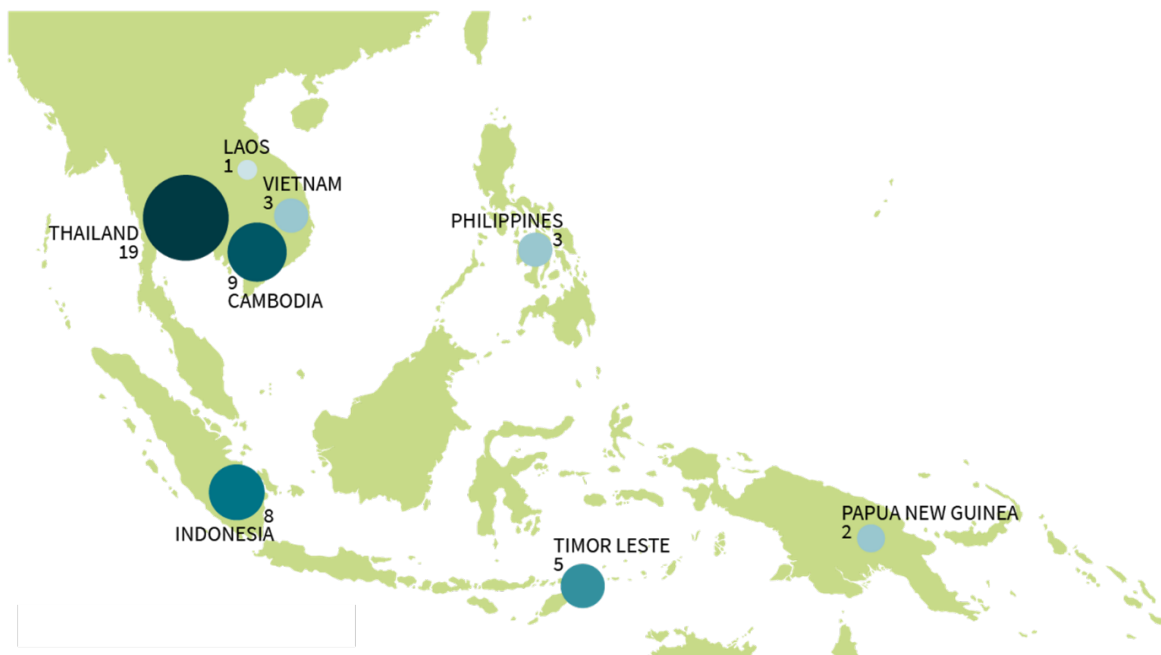 LAOS
1
VIETNAM
3
THAILAND
19
9
CAMBODIA
PHILIPPINES
3
8
INDONESIA
TIMOR LESTE
5
PAPUA NEW GUINEA
2